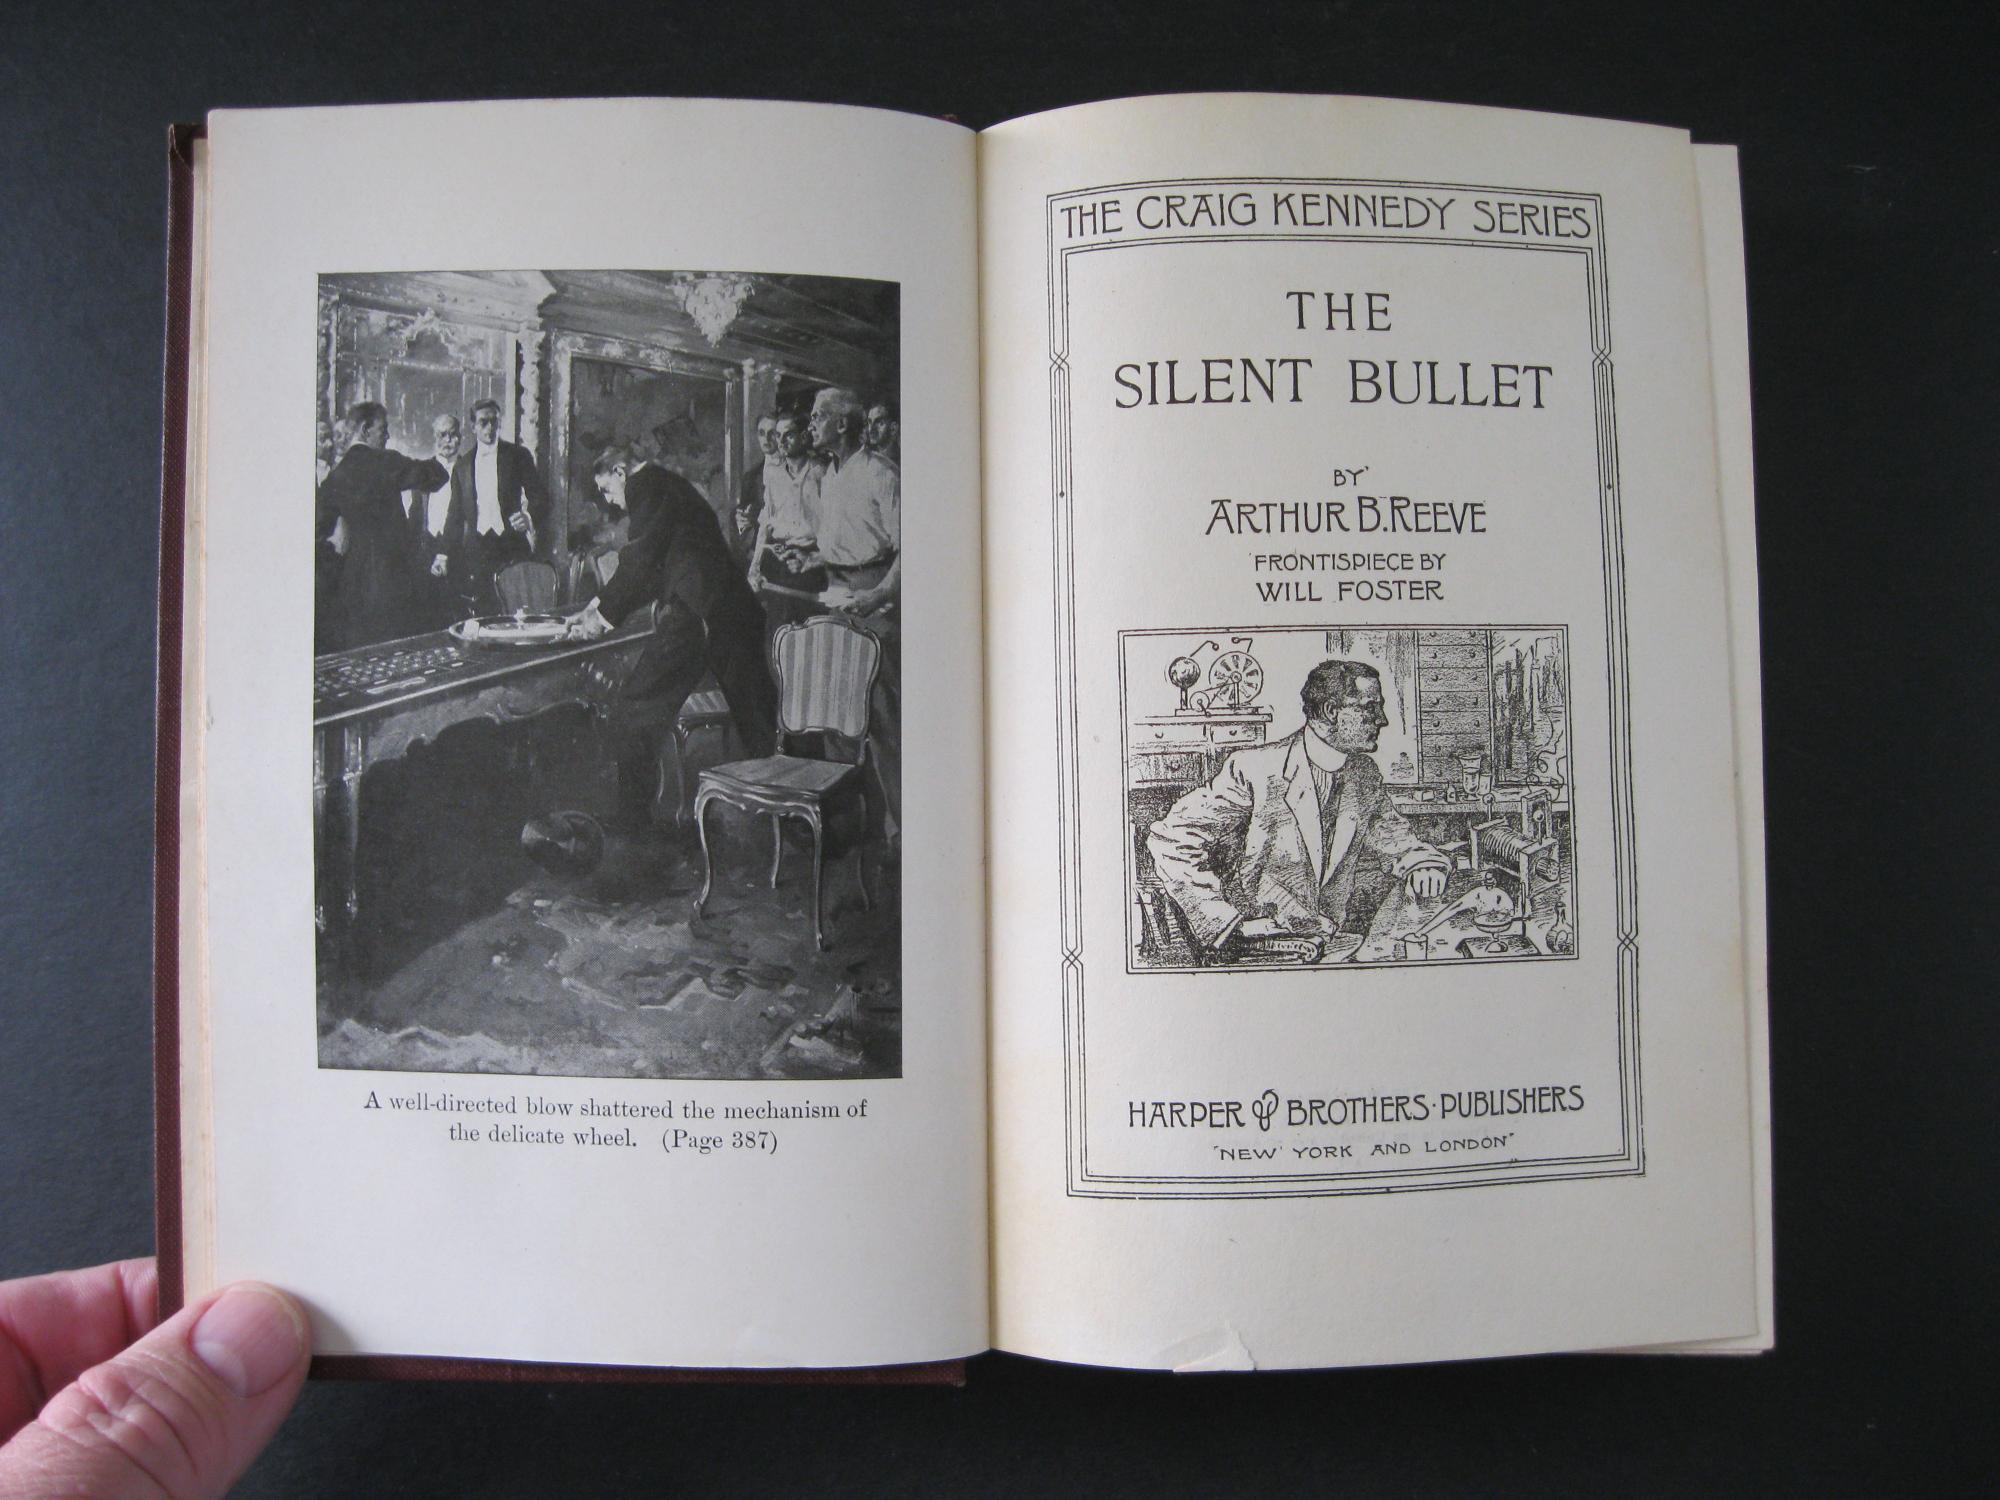 A well-directed blow shattered the mechanism of
the delicate wheel. (Page 387)
THE CRAIG KENNEDY SERIES
THE
SILENT BULLET
BY
ARTHUR B. REEVE
FRONTISPIECE BY
WILL FOSTER
HARPER & BROTHERS · PUBLISHERS
NEW YORK AND LONDON